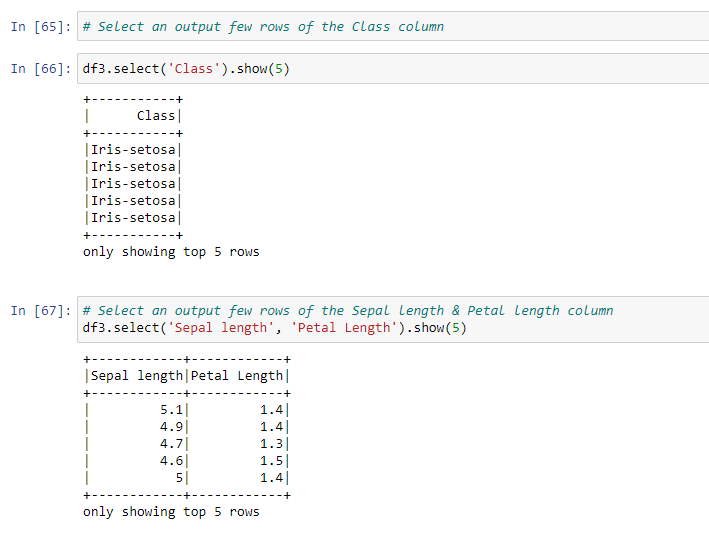 In [65]: # Select an output few rows of the Class column
In [66]: df3.select('Class').show(5)
+-----------+
|      Class|
+-----------+
|Iris-setosa|
|Iris-setosa|
|Iris-setosa|
|Iris-setosa|
|Iris-setosa|
+-----------+
only showing top 5 rows
In [67]: # Select an output few rows of the Sepal length & Petal length column
df3.select('Sepal length', 'Petal Length').show(5)
+------------+------------+
|Sepal length|Petal Length|
+------------+------------+
|         5.1|         1.4|
|         4.9|         1.4|
|         4.7|         1.3|
|         4.6|         1.5|
|           5|         1.4|
+------------+------------+
only showing top 5 rows